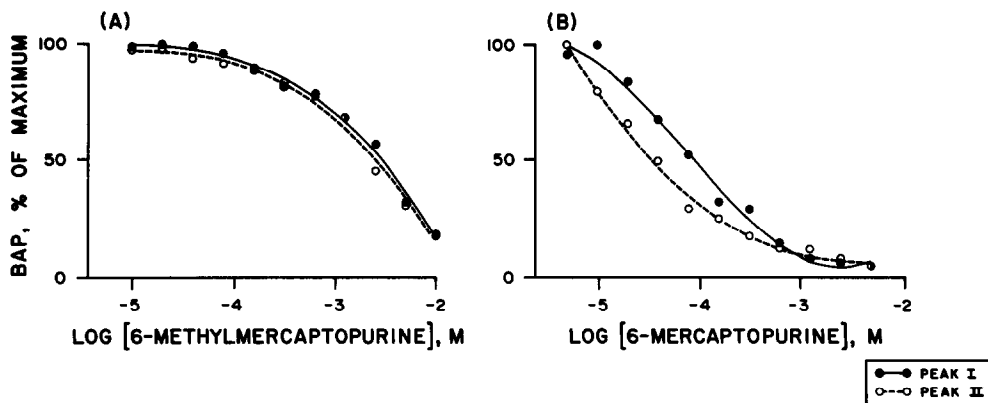 (A)
BAP, % OF MAXIMUM
100
50
0
-5
-4
-3
-2
LOG [6-METHYLMERCAPTOPURINE], M
(B)
100
50
0
-5
-4
-3
-2
LOG [6-MERCAPTOPURINE], M
PEAK I
PEAK II